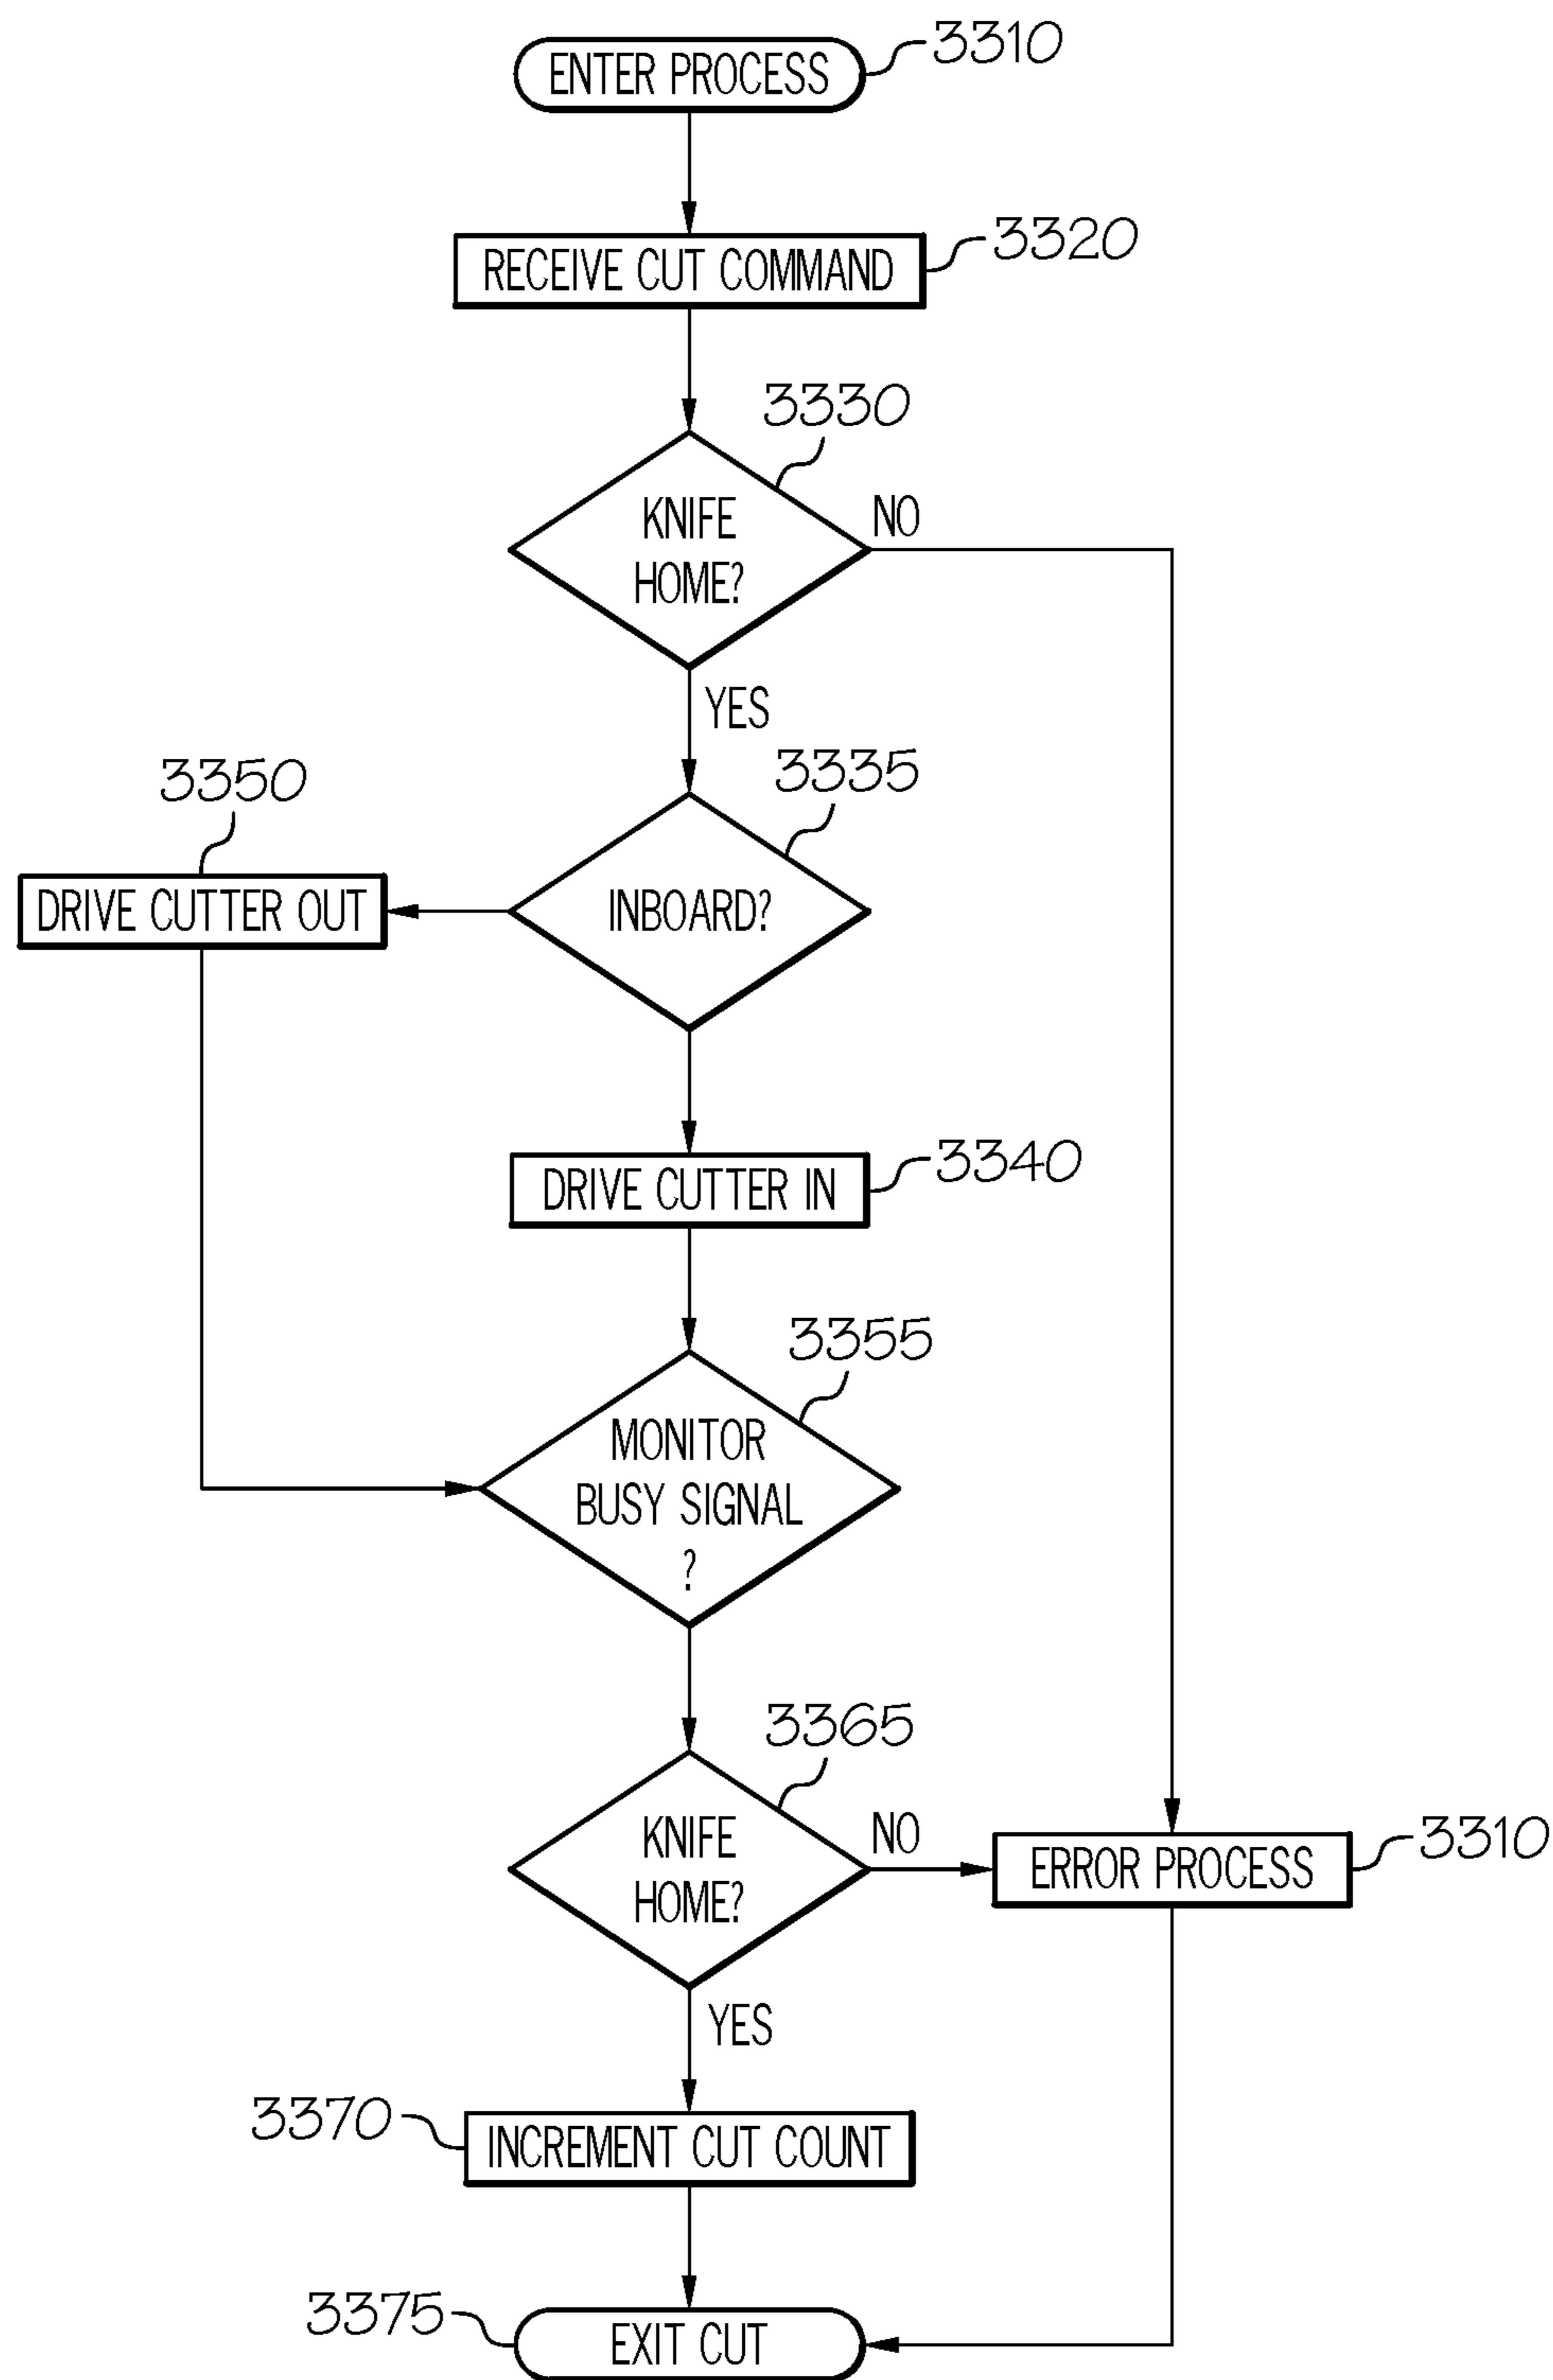 ENTER PROCESS
3310
RECEIVE CUT COMMAND
3320
3330
KNIFE
HOME?
NO
YES
3335
3350
INBOARD?
DRIVE CUTTER OUT
DRIVE CUTTER IN
3340
3355
MONITOR
BUSY SIGNAL
?
3365
KNIFE
HOME?
NO
ERROR PROCESS
3310
YES
3370
INCREMENT CUT COUNT
3375
EXIT CUT